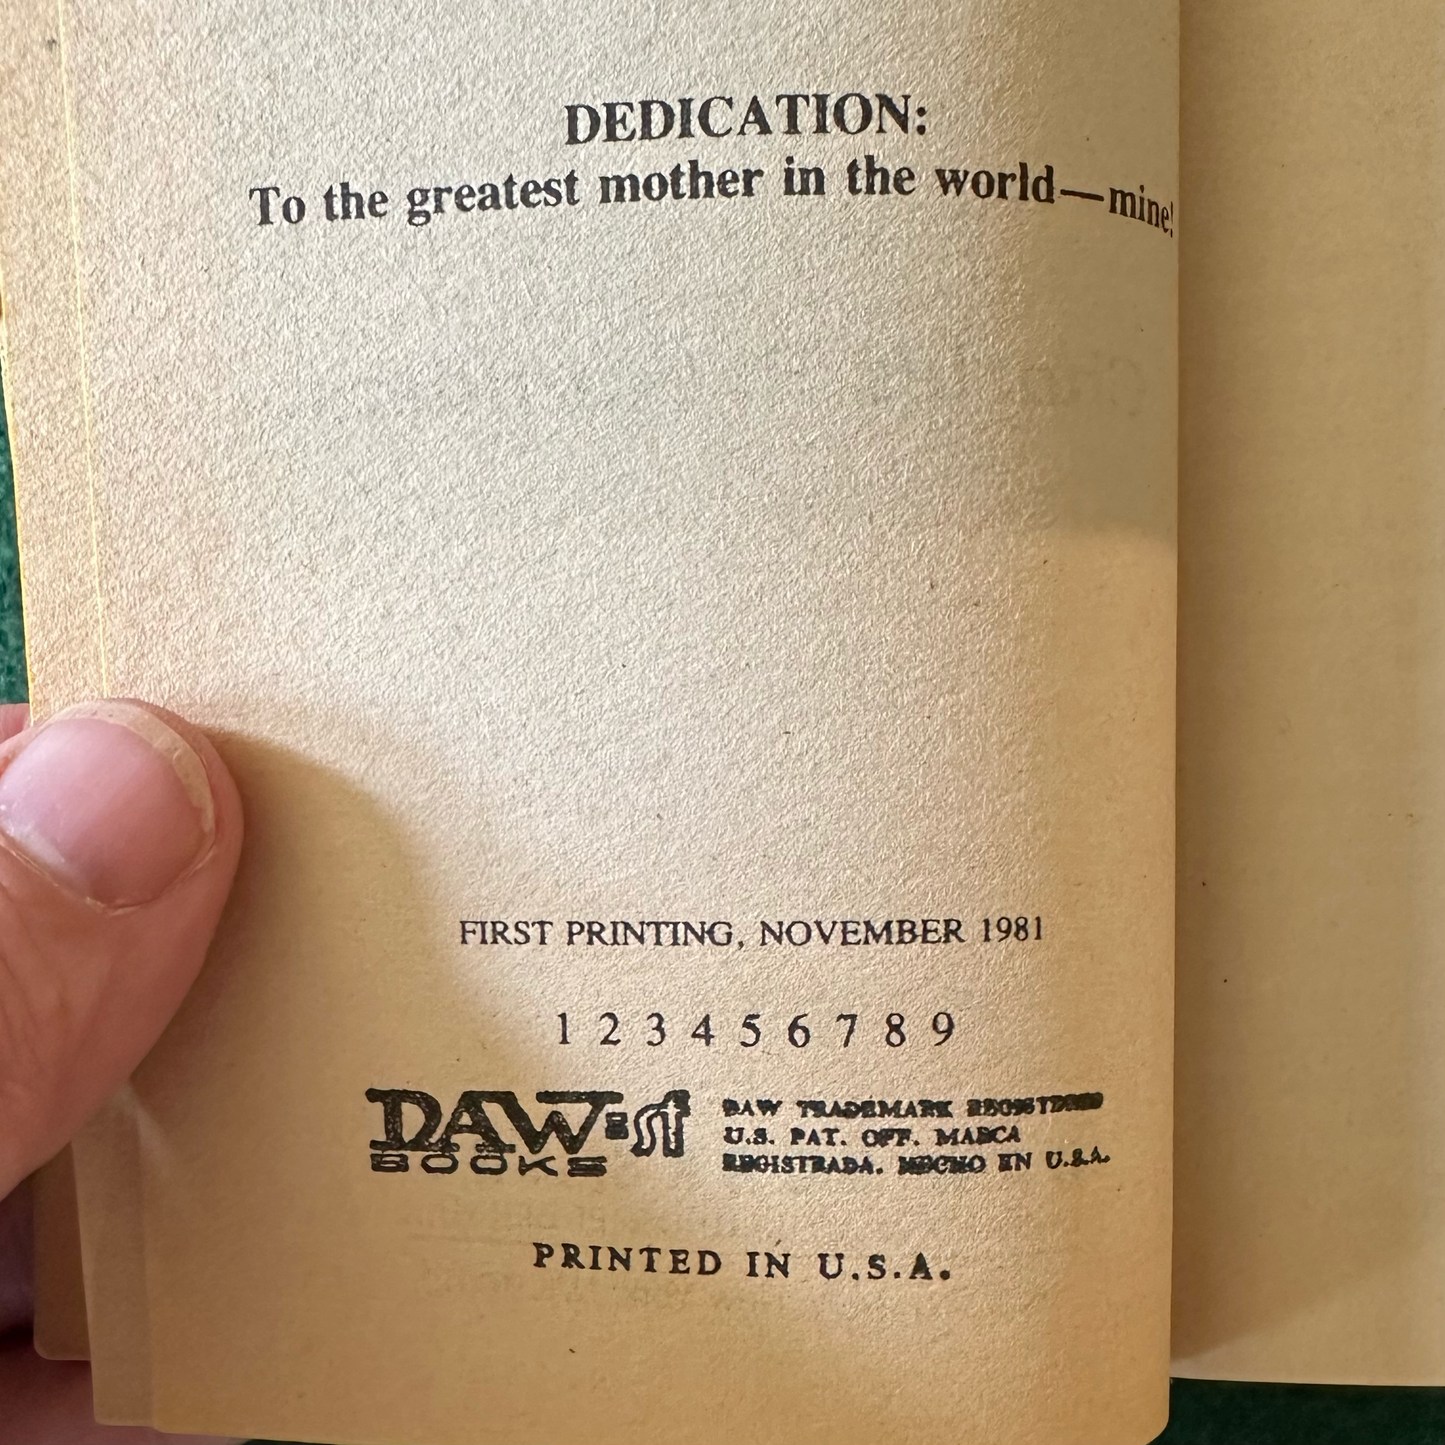 DEDICATION:
To the greatest mother in the world—mine!
FIRST PRINTING, NOVEMBER 1981
1 2 3 4 5 6 7 8 9
DAW sf
BOOKS
DAW TRADEMARK REGISTERED
U.S. PAT. OFF. MARCA
REGISTRADA. HECHO EN U.S.A.
PRINTED IN U.S.A.